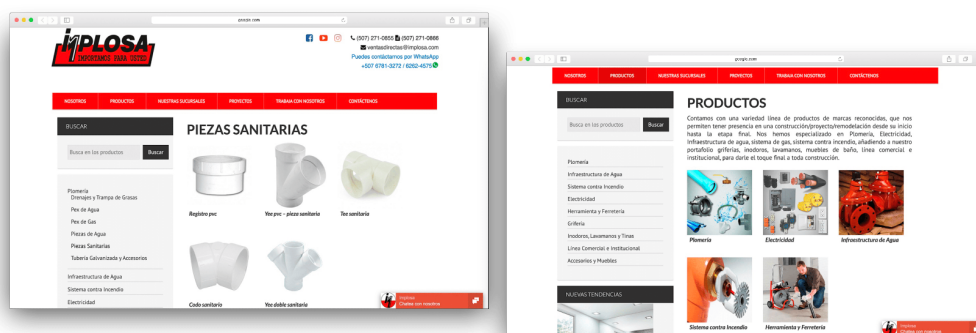 google.com
IMPLOSA
IMPORTAMOS PARA USTED
(507) 271-0855 (507) 271-0866
ventasdirectas@implosa.com
Puedes contáctarnos por WhatsApp
+507 6781-3272 / 6262-4575
NOSOTROS PRODUCTOS NUESTRAS SUCURSALES PROYECTOS TRABAJA CON NOSOTROS CONTÁCTENOS
BUSCAR
Busca en los productos Buscar
Plomería
Drenajes y Trampa de Grasas
Pex de Agua
Pex de Gas
Piezas de Agua
Piezas Sanitarias
Tubería Galvanizada y Accesorios
Infraestructura de Agua
Sistema contra Incendio
Electricidad
PIEZAS SANITARIAS
Registro pvc
Yee pvc – pieza sanitaria
Tee sanitaria
Codo sanitario
Yee doble sanitaria
Implosa
Chatea con nosotros
google.com
NOSOTROS PRODUCTOS NUESTRAS SUCURSALES PROYECTOS TRABAJA CON NOSOTROS CONTÁCTENOS
BUSCAR
Busca en los productos Buscar
Plomería
Infraestructura de Agua
Sistema contra Incendio
Electricidad
Herramienta y Ferretería
Grifería
Inodoros, Lavamanos y Tinas
Línea Comercial e Institucional
Accesorios y Muebles
NUEVAS TENDENCIAS
PRODUCTOS
Contamos con una variedad línea de productos de marcas reconocidas, que nos
permiten tener presencia en una construcción/proyecto/remodelación desde su inicio
hasta la etapa final. Nos hemos especializado en Plomería, Electricidad,
Infraestructura de agua, sistema de gas, sistema contra incendio, añadiendo a nuestro
portafolio griferías, inodoros, lavamanos, muebles de baño, línea comercial e
institucional, para darle el toque final a toda construcción.
Plomería
Electricidad
Infraestructura de Agua
Sistema contra Incendio
Herramienta y Ferretería
Implosa
Chatea con nosotros